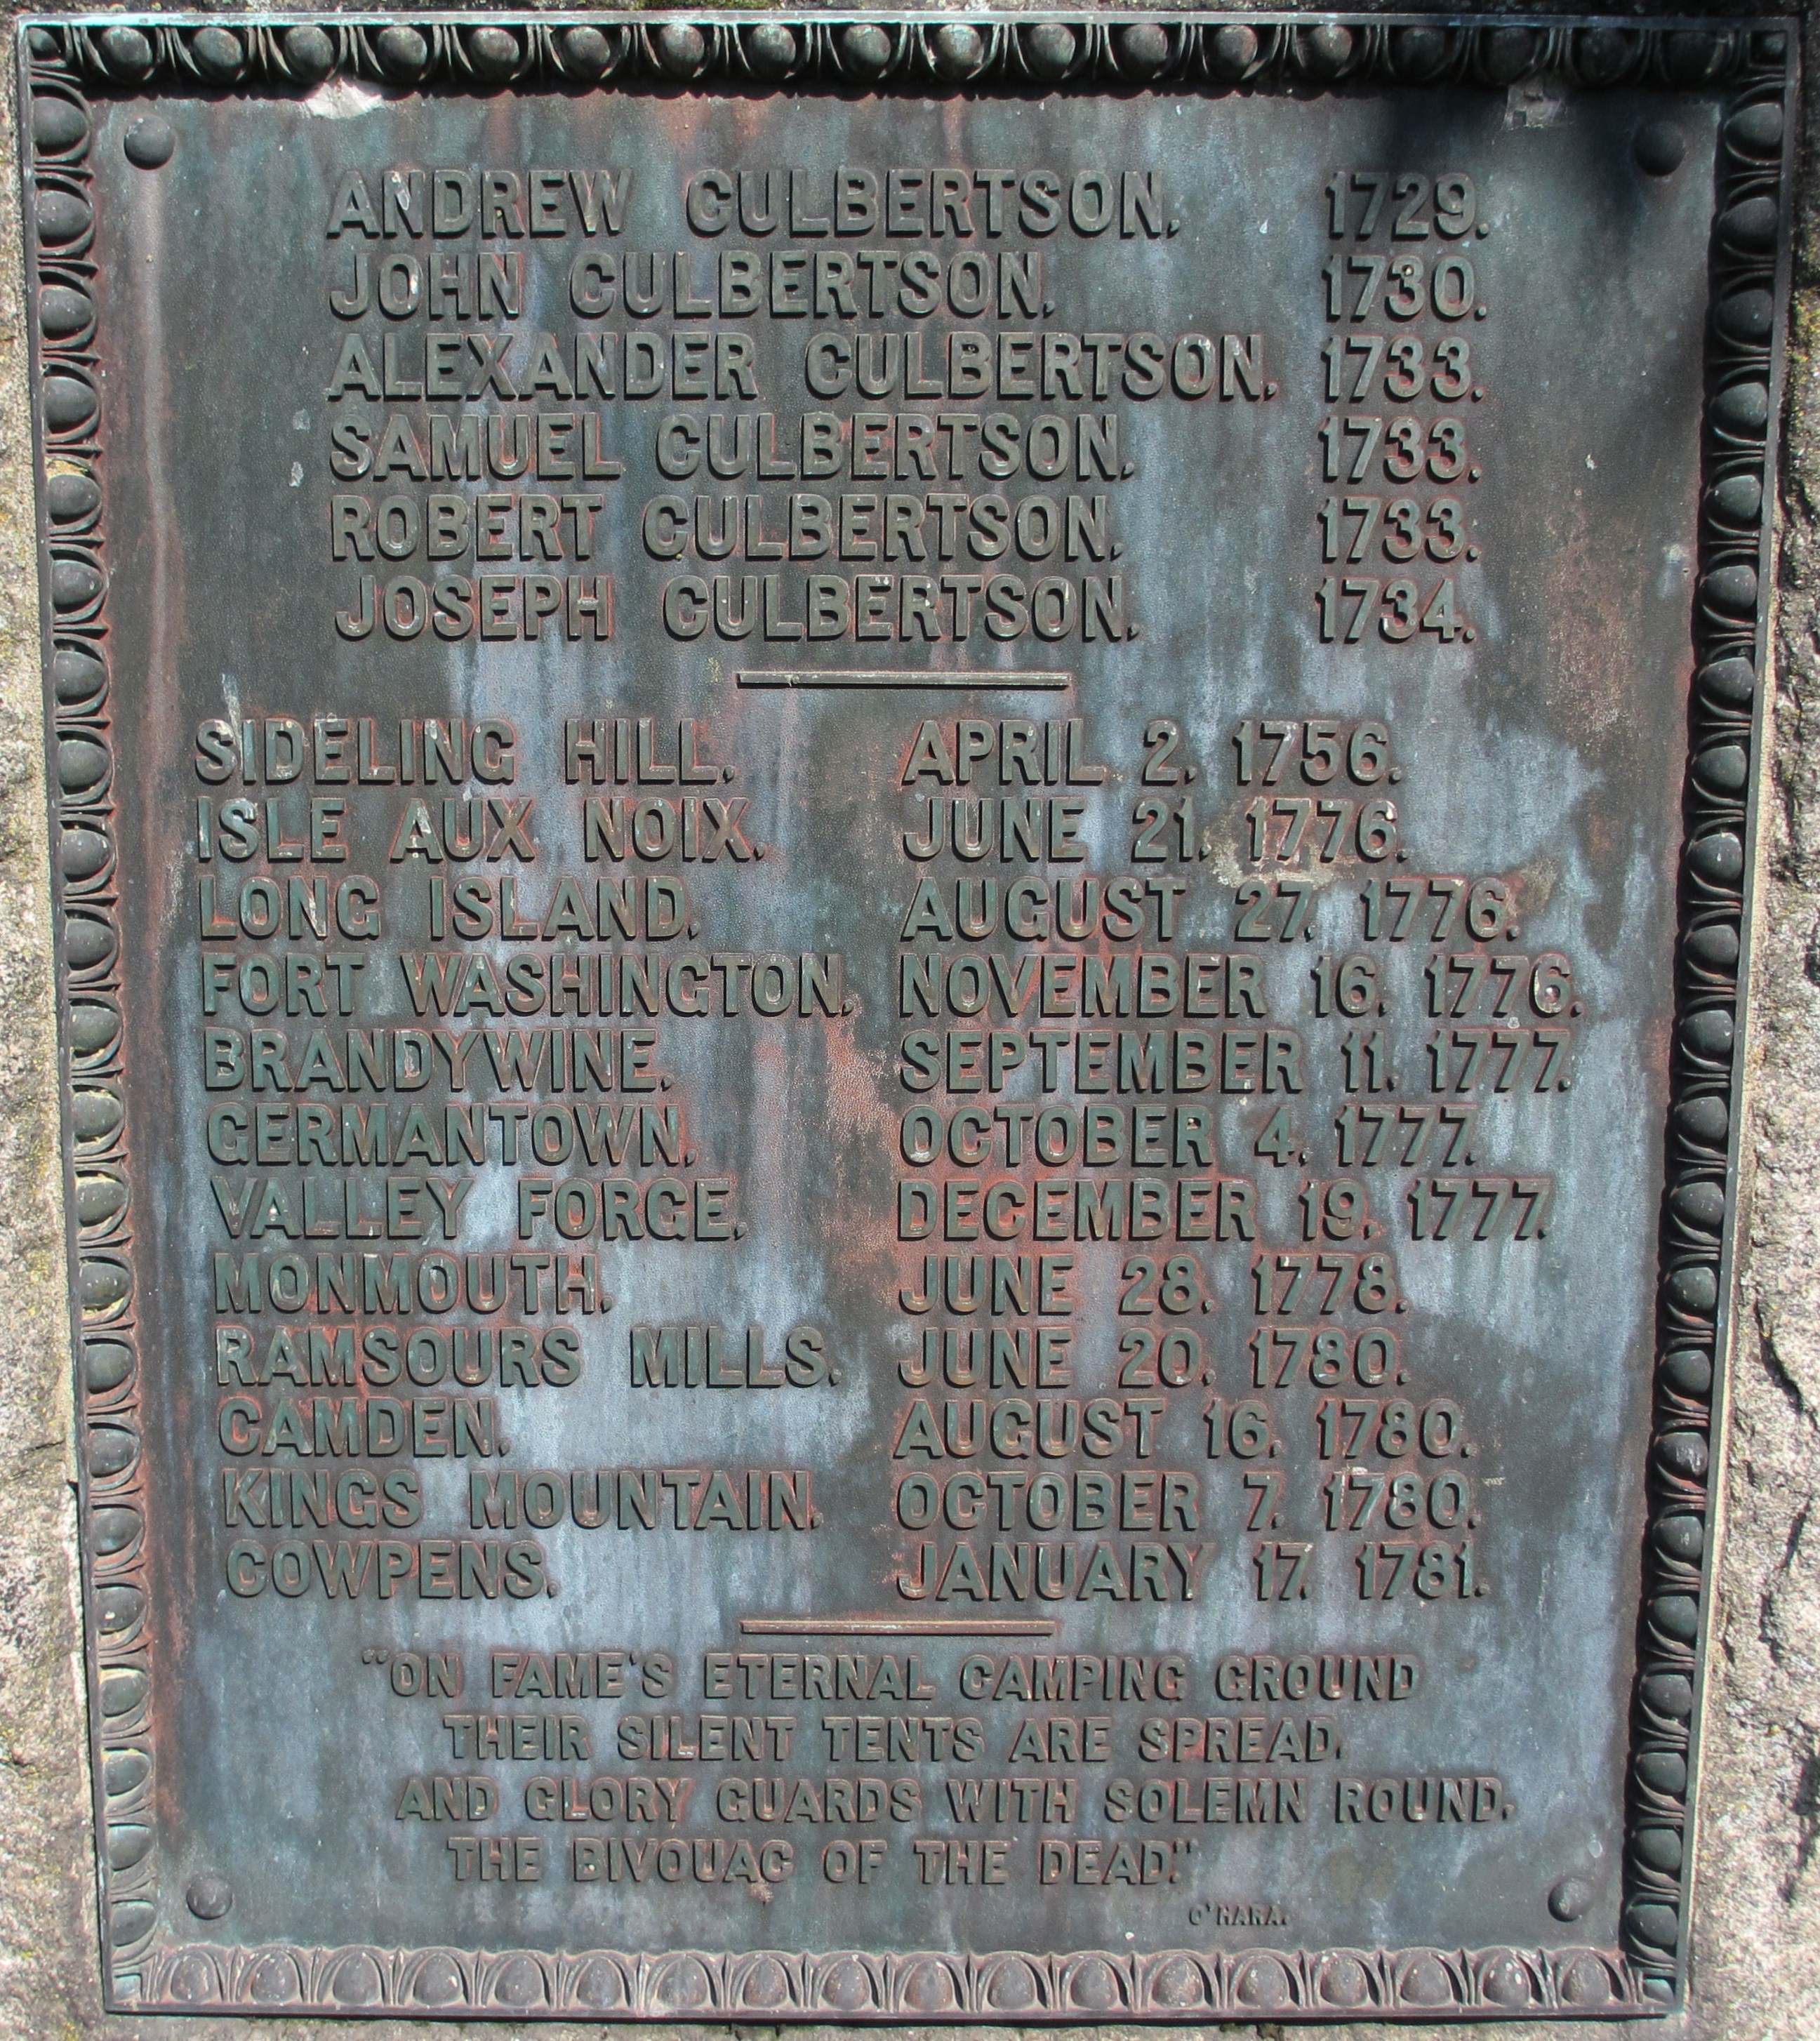 ANDREW CULBERTSON. 1729.
JOHN CULBERTSON. 1730.
ALEXANDER CULBERTSON. 1733.
SAMUEL CULBERTSON. 1733.
ROBERT CULBERTSON. 1733.
JOSEPH CULBERTSON. 1734.
SIDELING HILL. APRIL 2. 1756.
ISLE AUX NOIX. JUNE 21. 1776.
LONG ISLAND. AUGUST 27. 1776.
FORT WASHINGTON. NOVEMBER 16. 1776.
BRANDYWINE. SEPTEMBER 11. 1777.
GERMANTOWN. OCTOBER 4. 1777.
VALLEY FORGE. DECEMBER 19. 1777.
MONMOUTH. JUNE 28. 1778.
RAMSOURS MILLS. JUNE 20. 1780.
CAMDEN. AUGUST 16. 1780.
KINGS MOUNTAIN. OCTOBER 7. 1780.
COWPENS. JANUARY 17. 1781.
"ON FAME'S ETERNAL CAMPING GROUND
THEIR SILENT TENTS ARE SPREAD.
AND GLORY GUARDS WITH SOLEMN ROUND.
THE BIVOUAC OF THE DEAD."
O'HARA.